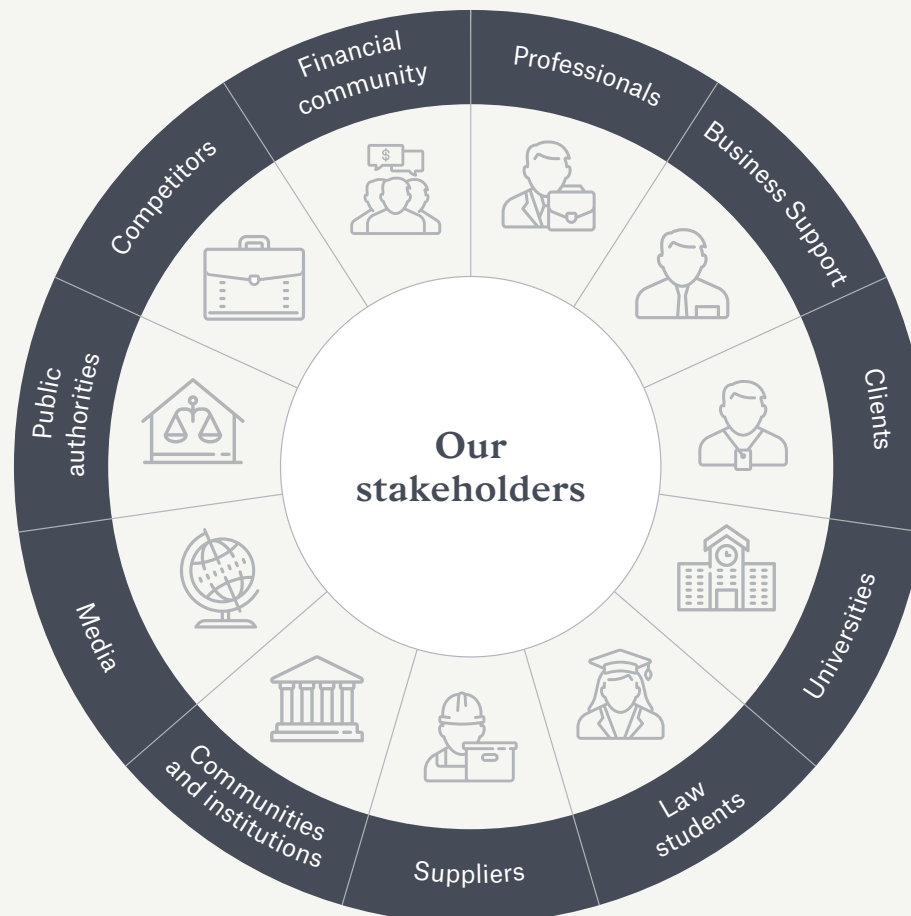 Our
stakeholders
Professionals
Business Support
Clients
Universities
Law
students
Suppliers
Communities
and institutions
Media
Public
authorities
Competitors
Financial
community
$